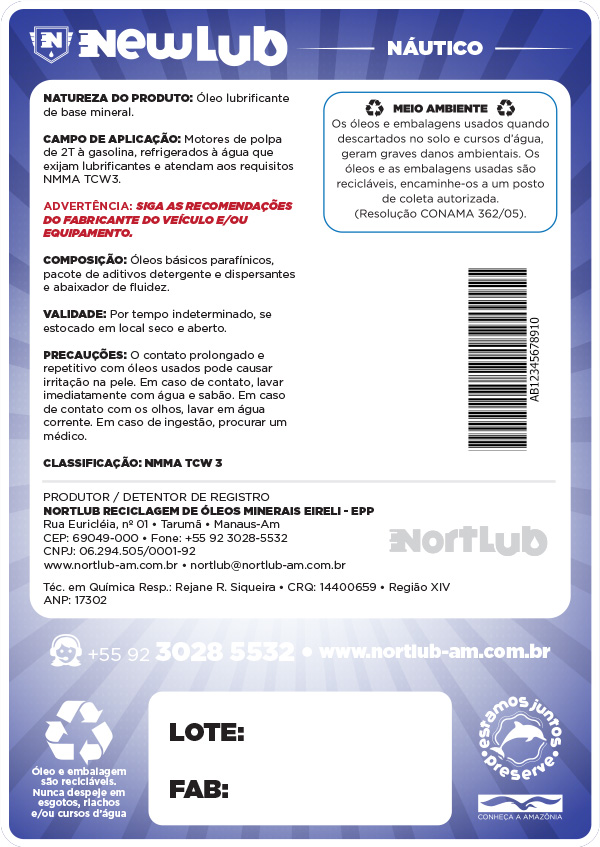 N NewLub
NÁUTICO
NATUREZA DO PRODUTO: Óleo lubrificante
de base mineral.
CAMPO DE APLICAÇÃO: Motores de polpa
de 2T à gasolina, refrigerados à água que
exijam lubrificantes e atendam aos requisitos
NMMA TCW3.
ADVERTÊNCIA: SIGA AS RECOMENDAÇÕES
DO FABRICANTE DO VEÍCULO E/OU
EQUIPAMENTO.
COMPOSIÇÃO: Óleos básicos parafínicos,
pacote de aditivos detergente e dispersantes
e abaixador de fluidez.
VALIDADE: Por tempo indeterminado, se
estocado em local seco e aberto.
PRECAUÇÕES: O contato prolongado e
repetitivo com óleos usados pode causar
irritação na pele. Em caso de contato, lavar
imediatamente com água e sabão. Em caso
de contato com os olhos, lavar em água
corrente. Em caso de ingestão, procurar um
médico.
CLASSIFICAÇÃO: NMMA TCW 3
MEIO AMBIENTE
Os óleos e embalagens usados quando
descartados no solo e cursos d'água,
geram graves danos ambientais. Os
óleos e as embalagens usadas são
recicláveis, encaminhe-os a um posto
de coleta autorizada.
(Resolução CONAMA 362/05).
AB12345678910
PRODUTOR / DETENTOR DE REGISTRO
NORTLUB RECICLAGEM DE ÓLEOS MINERAIS EIRELI - EPP
Rua Euricléia, nº 01 • Tarumã • Manaus-Am
CEP: 69049-000 • Fone: +55 92 3028-5532
CNPJ: 06.294.505/0001-92
www.nortlub-am.com.br • nortlub@nortlub-am.com.br
NortLub
Téc. em Química Resp.: Rejane R. Siqueira • CRQ: 14400659 • Região XIV
ANP: 17302
+55 92 3028 5532 • www.nortlub-am.com.br
Óleo e embalagem
são recicláveis.
Nunca despeje em
esgotos, riachos
e/ou cursos d'água
LOTE:
FAB:
estamos juntos
• preserve •
CONHEÇA A AMAZÔNIA